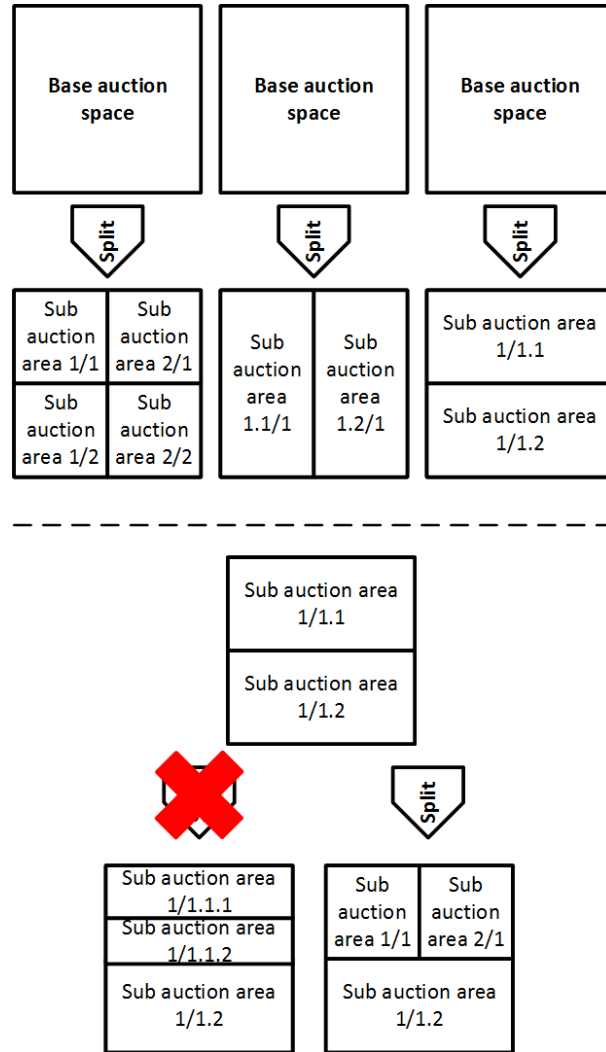 Base auction
space
Base auction
space
Base auction
space
Split
Split
Split
Sub
auction
area 1/1
Sub
auction
area 2/1
Sub
auction
area 1/2
Sub
auction
area 2/2
Sub
auction
area
1.1/1
Sub
auction
area
1.2/1
Sub auction area
1/1.1
Sub auction area
1/1.2
Sub auction area
1/1.1
Sub auction area
1/1.2
Split
Sub auction area
1/1.1.1
Sub auction area
1/1.1.2
Sub auction area
1/1.2
Sub
auction
area 1/1
Sub
auction
area 2/1
Sub auction area
1/1.2